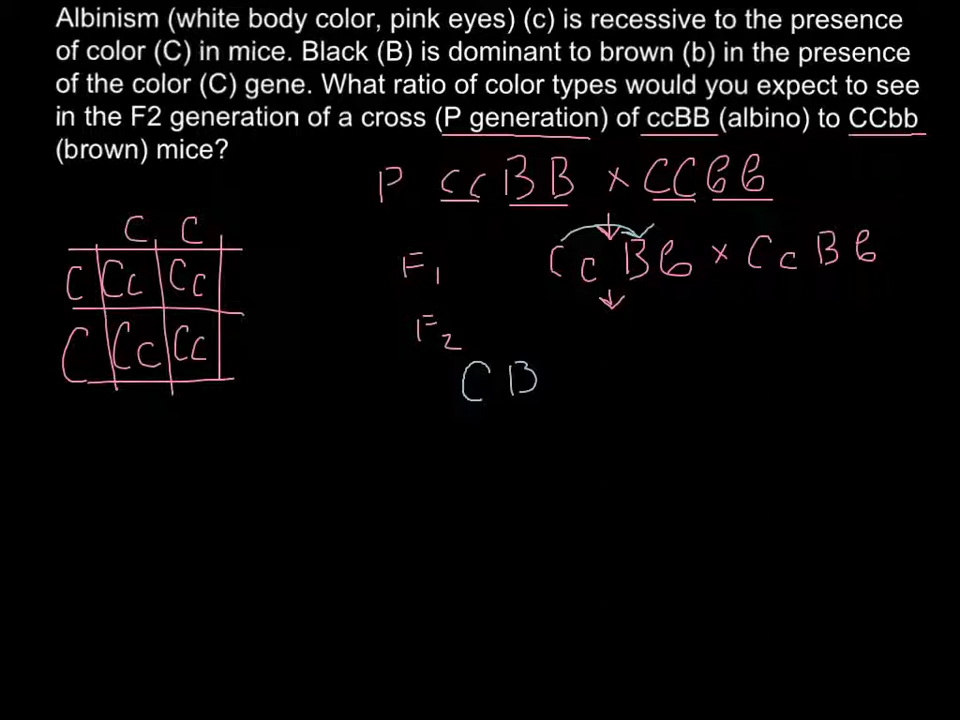 Albinism (white body color, pink eyes) (c) is recessive to the presence
of color (C) in mice. Black (B) is dominant to brown (b) in the presence
of the color (C) gene. What ratio of color types would you expect to see
in the F2 generation of a cross (P generation) of ccBB (albino) to CCbb
(brown) mice?
P ccBB × CCbb
F1 CcBb × CcBb
F2
C B
c c
C Cc Cc
C Cc Cc